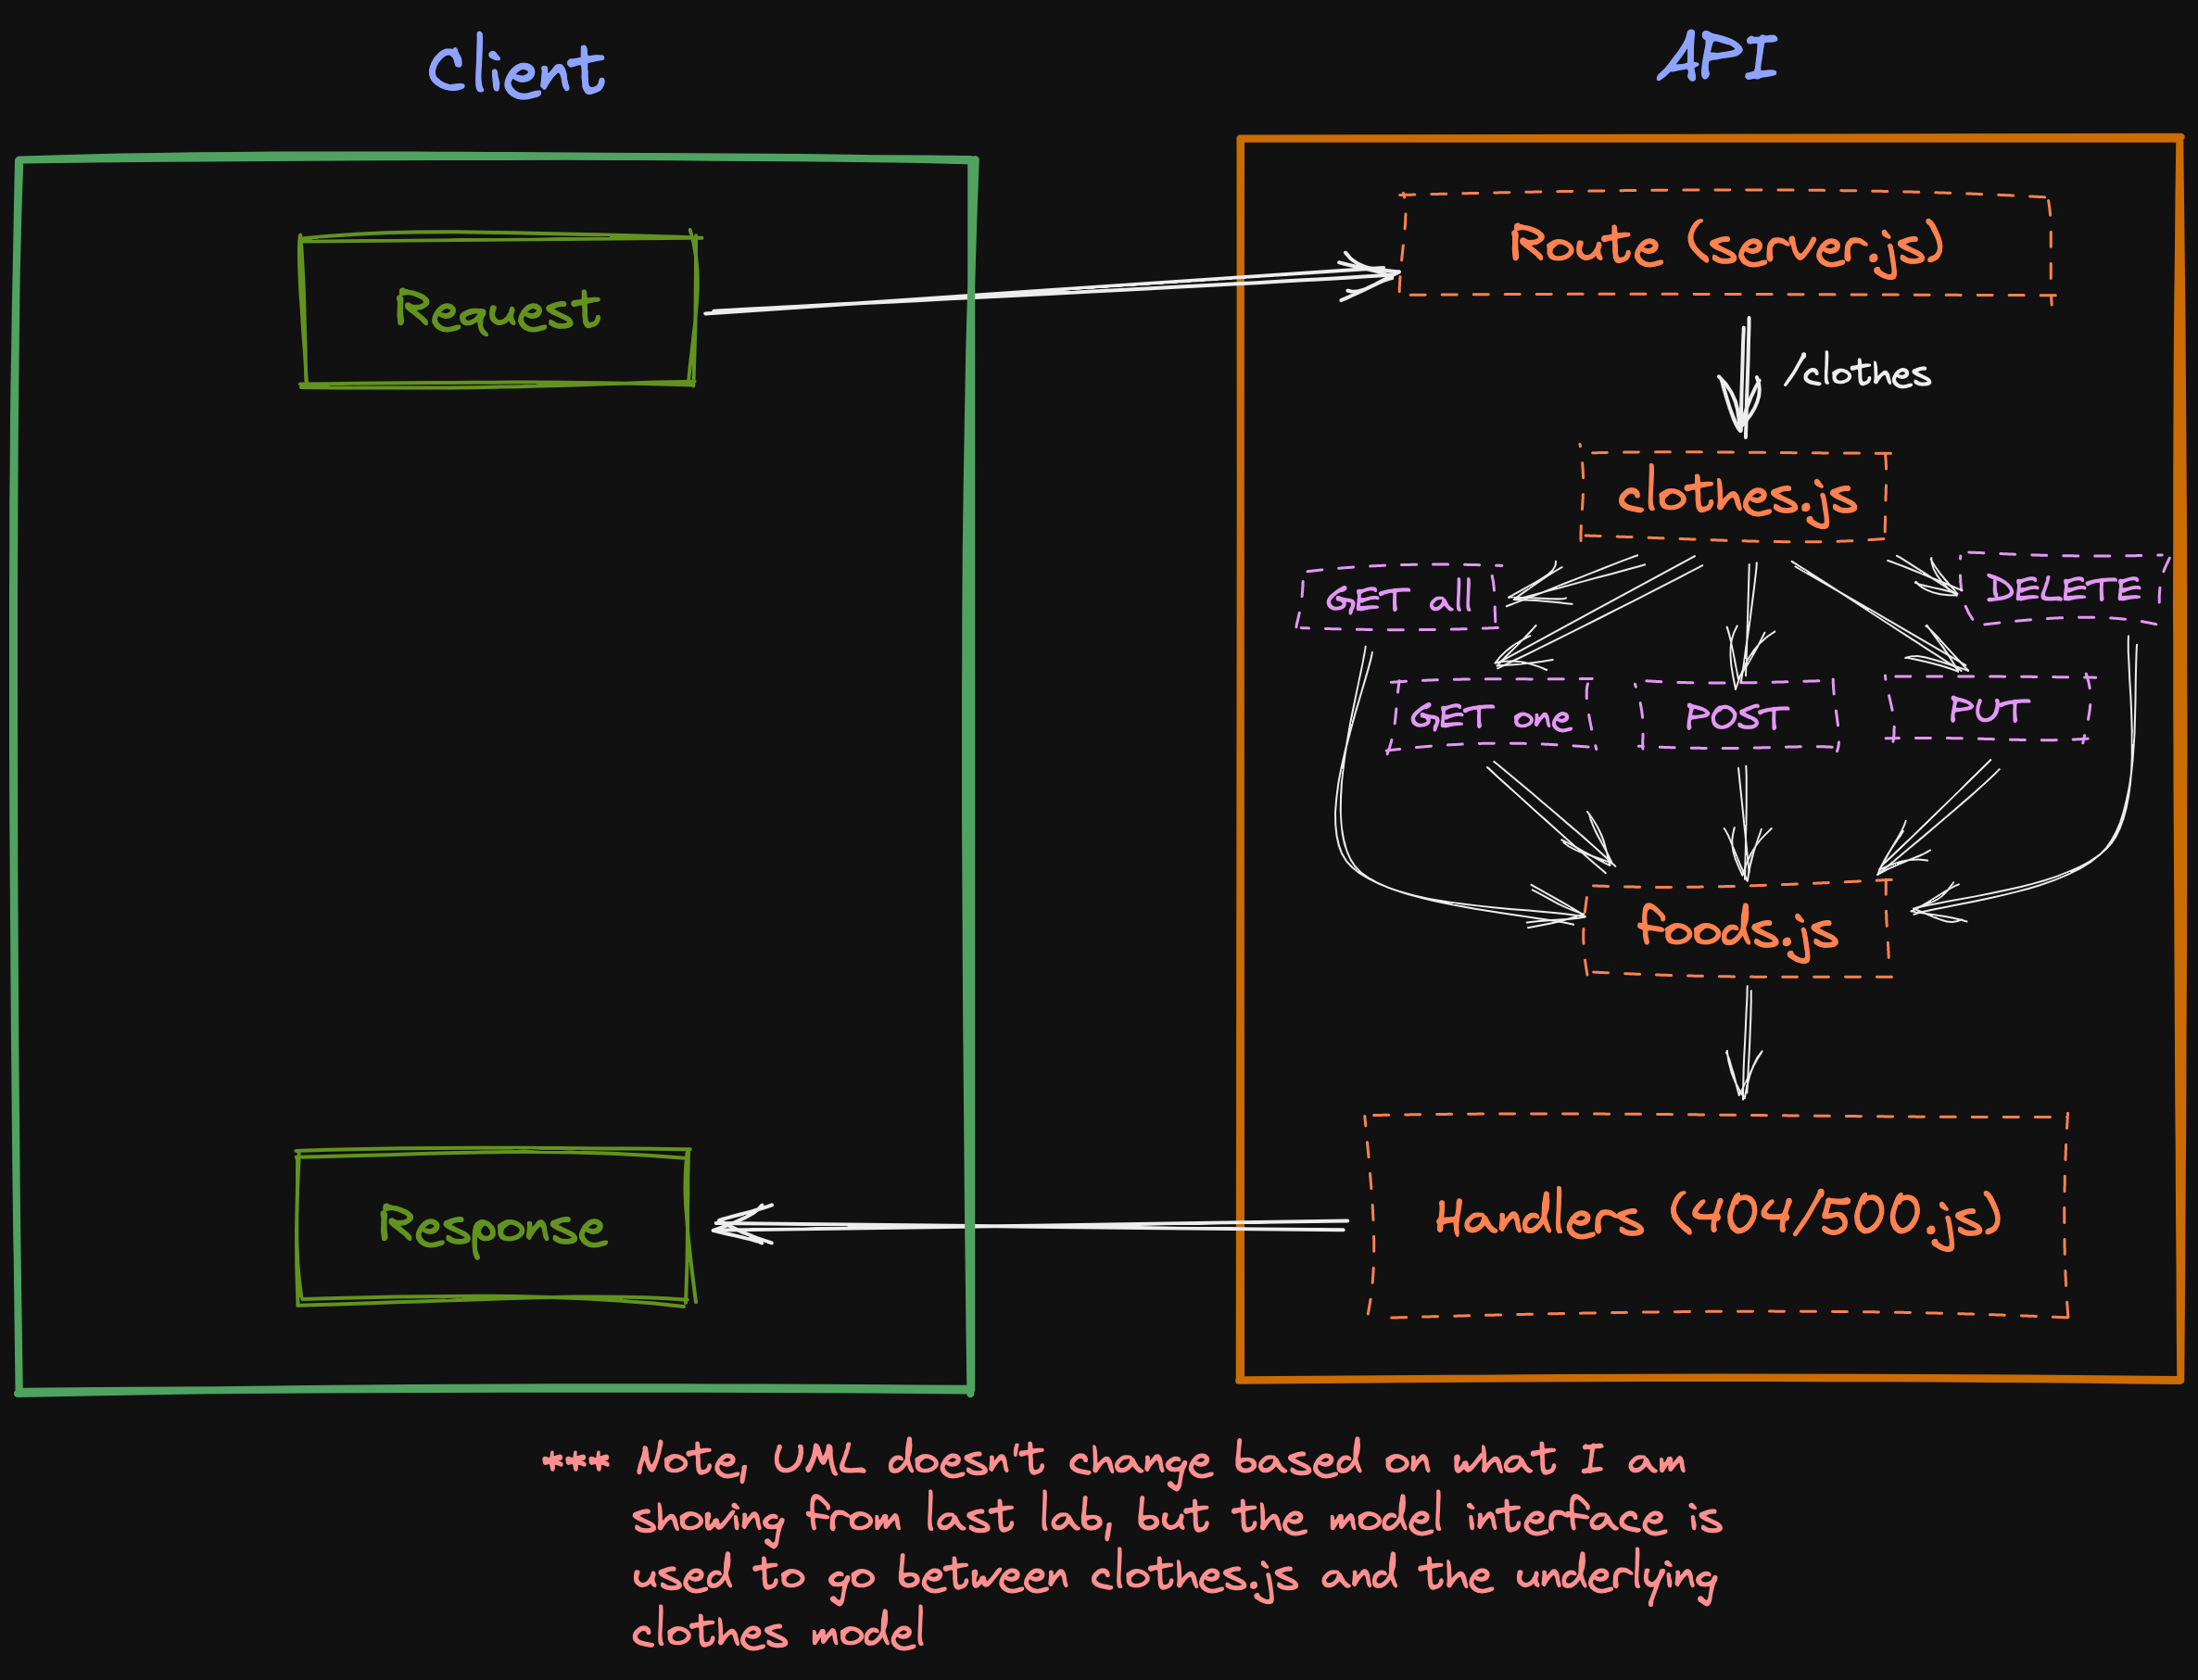 Client
API
Request
Route (server.js)
/clothes
clothes.js
GET all
DELETE
GET one
POST
PUT
foods.js
Response
Handlers (404/500.js)
*** Note, UML doesn't change based on what I am
showing from last lab, but the model interface is
used to go between clothes.js and the underlying
clothes model